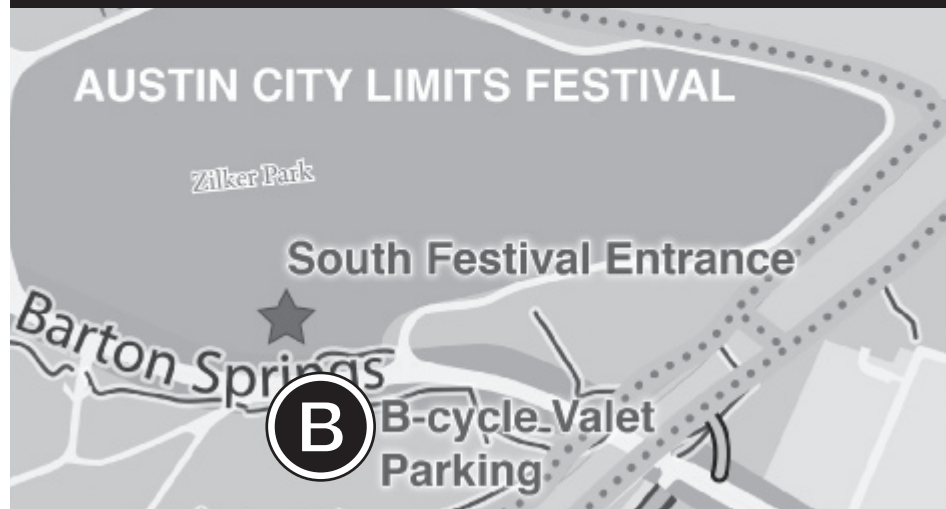 AUSTIN CITY LIMITS FESTIVAL
Zilker Park
South Festival Entrance
Barton Springs
B
B-cycle Valet
Parking